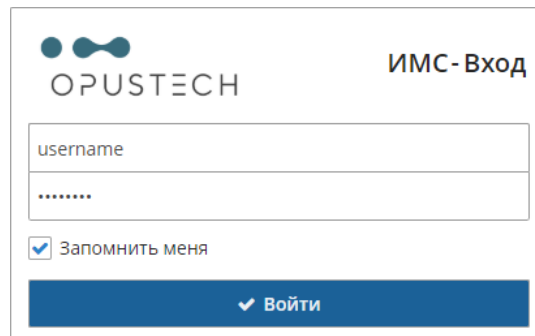 OPUSTECH
ИМС-Вход
username
••••••••
Запомнить меня
Войти